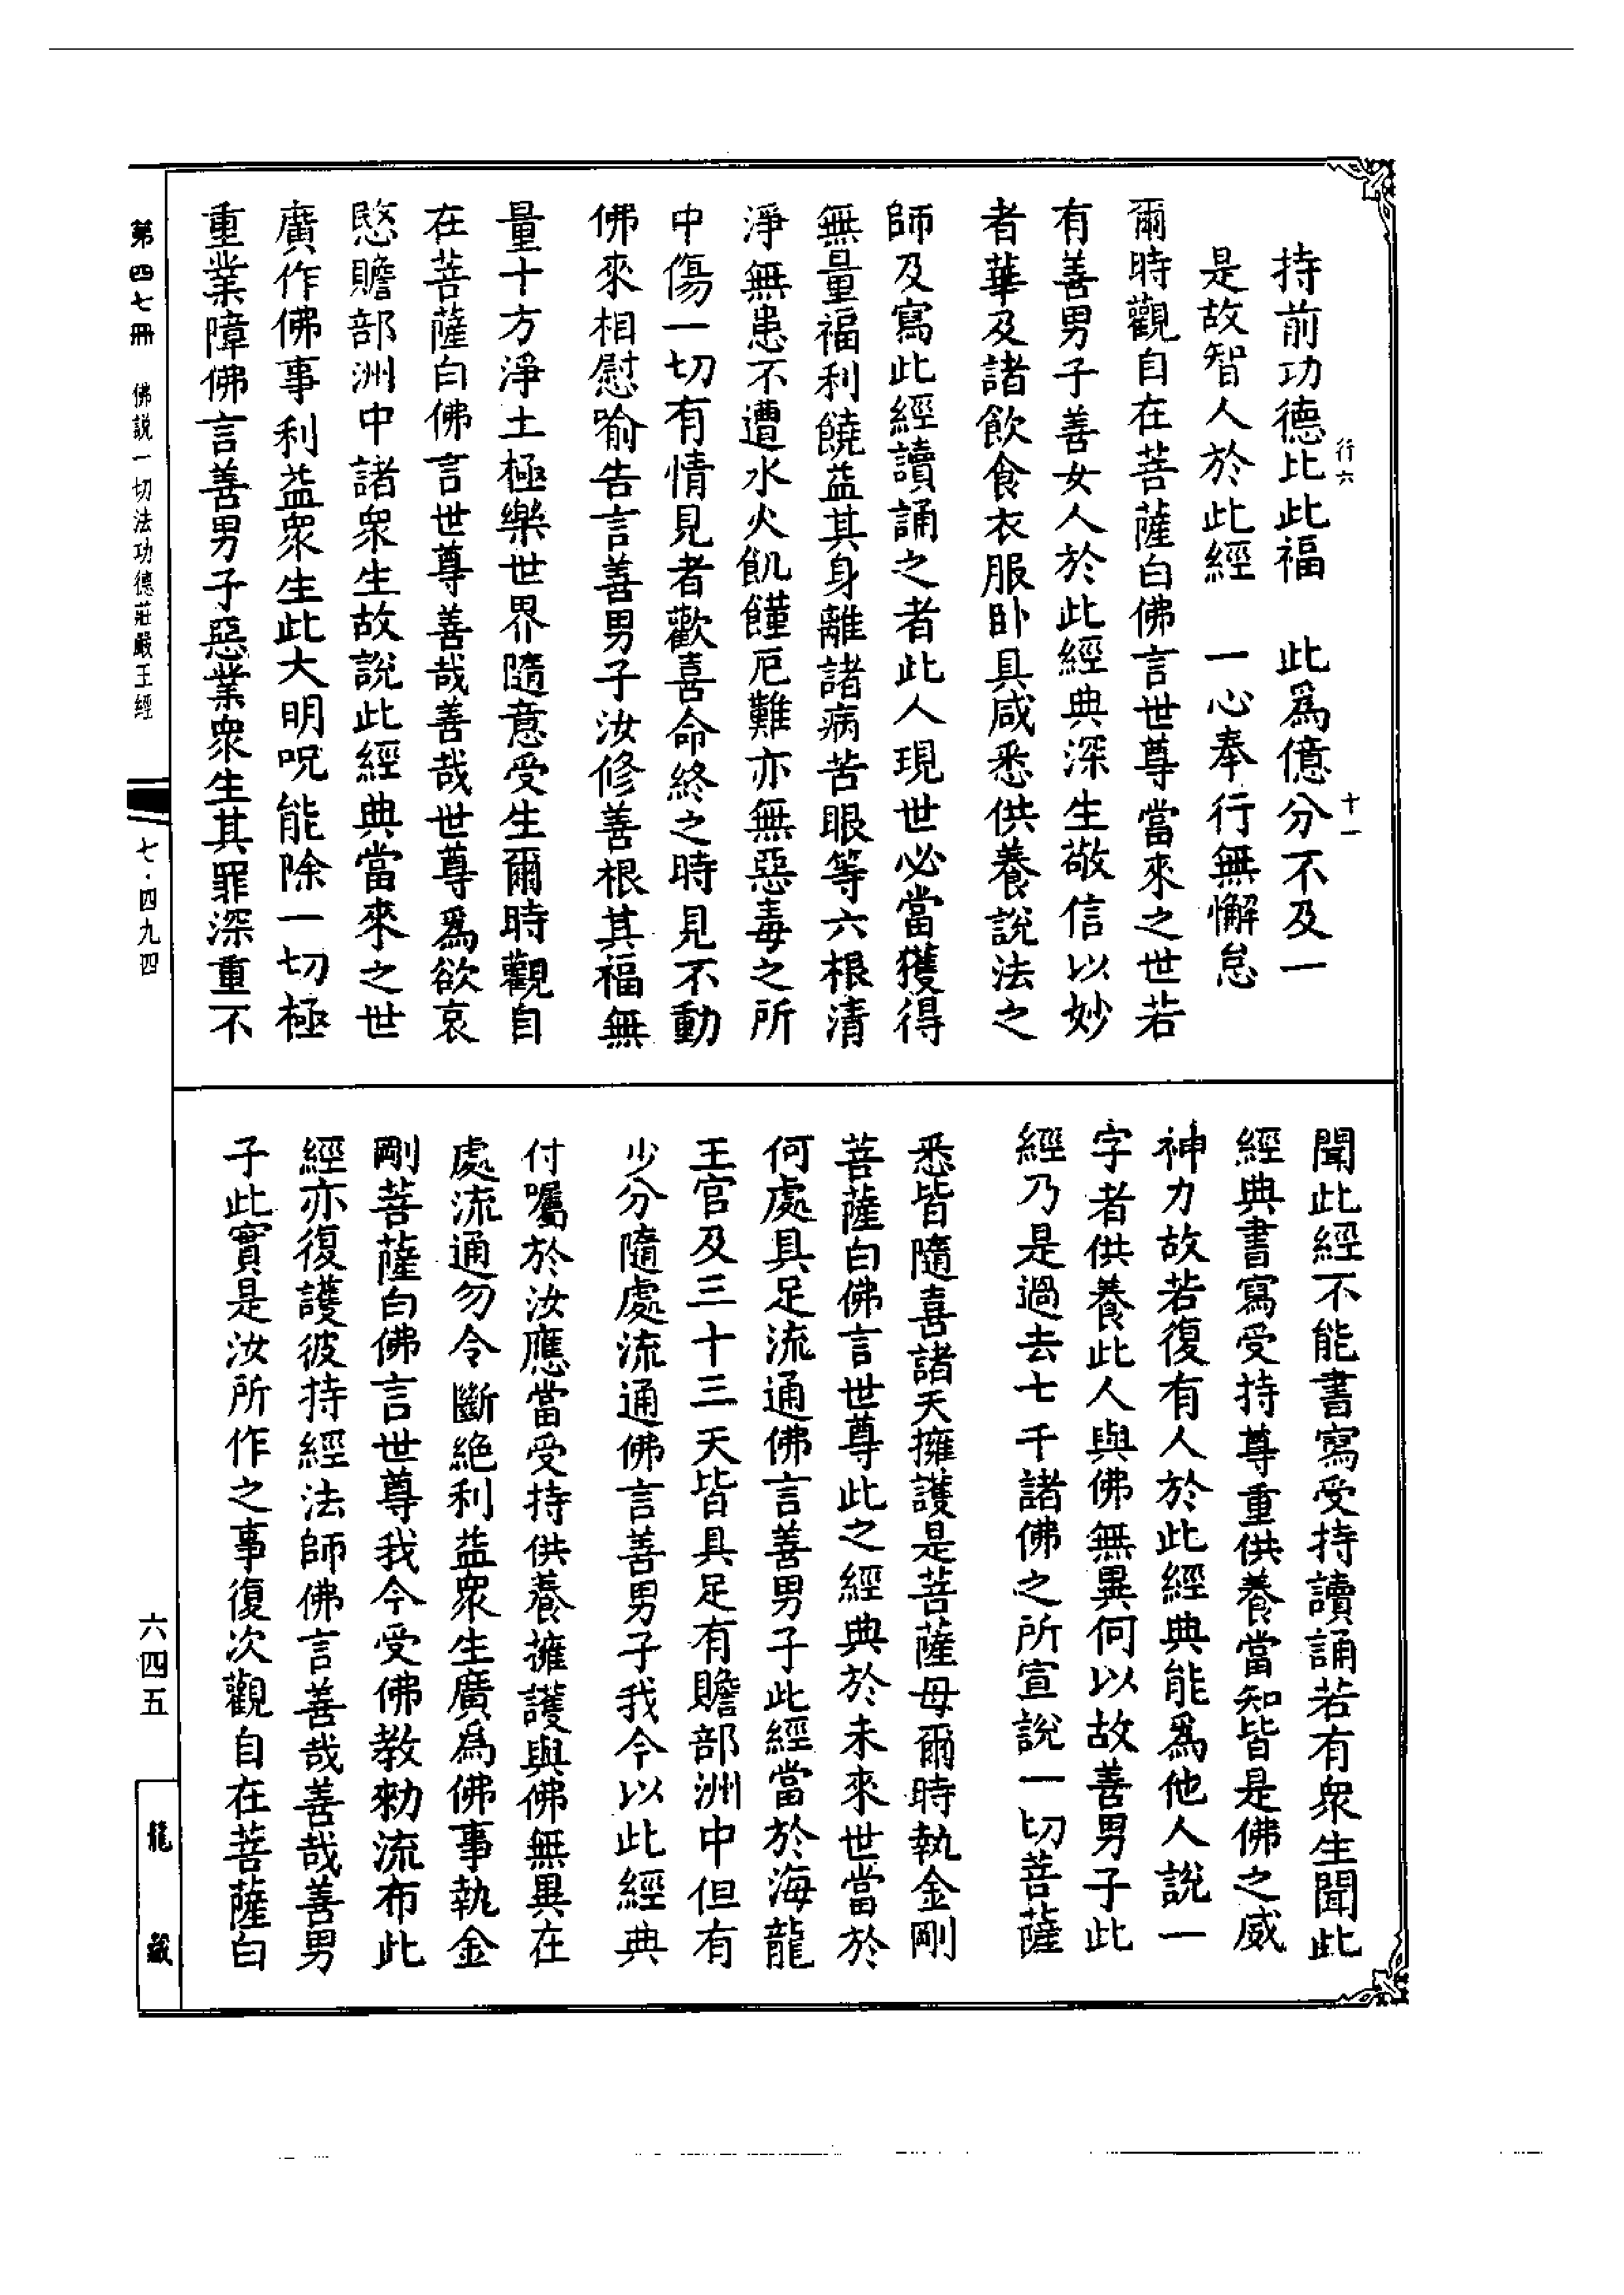 持前功德比此福　此爲億分不及一
行六
十一
是故智人於此經　一心奉行無懈怠
爾時觀自在菩薩白佛言世尊當來之世若
有善男子善女人於此經典深生敬信以妙
者華及諸飲食衣服卧具咸悉供養說法之
師及寫此經讀誦之者此人現世必當獲得
無量福利饒益其身離諸病苦眼等六根清
淨無患不遭水火飢饉厄難亦無惡毒之所
中傷一切有情見者歡喜命終之時見不動
佛來相慰喻告言善男子汝修善根其福無
量十方淨土極樂世界隨意受生爾時觀自
在菩薩白佛言世尊善哉善哉世尊爲欲哀
愍贍部洲中諸衆生故說此經典當來之世
廣作佛事利益衆生此大明呪能除一切極
重業障佛言善男子惡業衆生其罪深重不
聞此經不能書寫受持讀誦若有衆生聞此
經典書寫受持尊重供養當知皆是佛之威
神力故若復有人於此經典能爲他人說一
字者供養此人與佛無異何以故善男子此
經乃是過去七千諸佛之所宣說一切菩薩
悉皆隨喜諸天擁護是菩薩母爾時執金剛
菩薩白佛言世尊此之經典於未來世當於
何處具足流通佛言善男子此經當於海龍
王宮及三十三天皆具足有贍部洲中但有
少分隨處流通佛言善男子我今以此經典
付囑於汝應當受持供養擁護與佛無異在
處流通勿令斷絕利益衆生廣爲佛事執金
剛菩薩白佛言世尊我今受佛教勅流布此
經亦復護彼持經法師佛言善哉善哉善男
子此實是汝所作之事復次觀自在菩薩白
第四七冊　佛説一切法功德莊嚴王經
七・四九四
六四五
龍藏